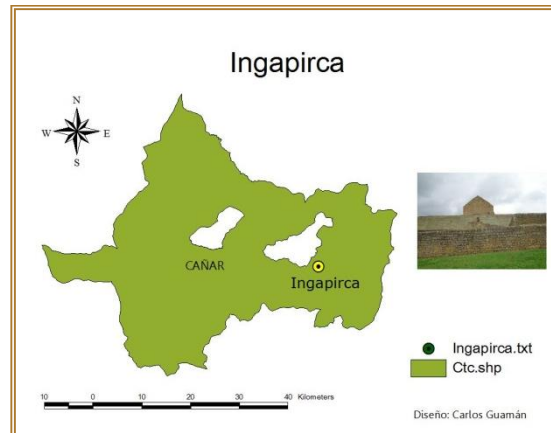 Ingapirca
N
W E
S
CAÑAR
Ingapirca
Ingapirca.txt
Ctc.shp
10 0 10 20 30 40 Kilometers
Diseño: Carlos Guamán